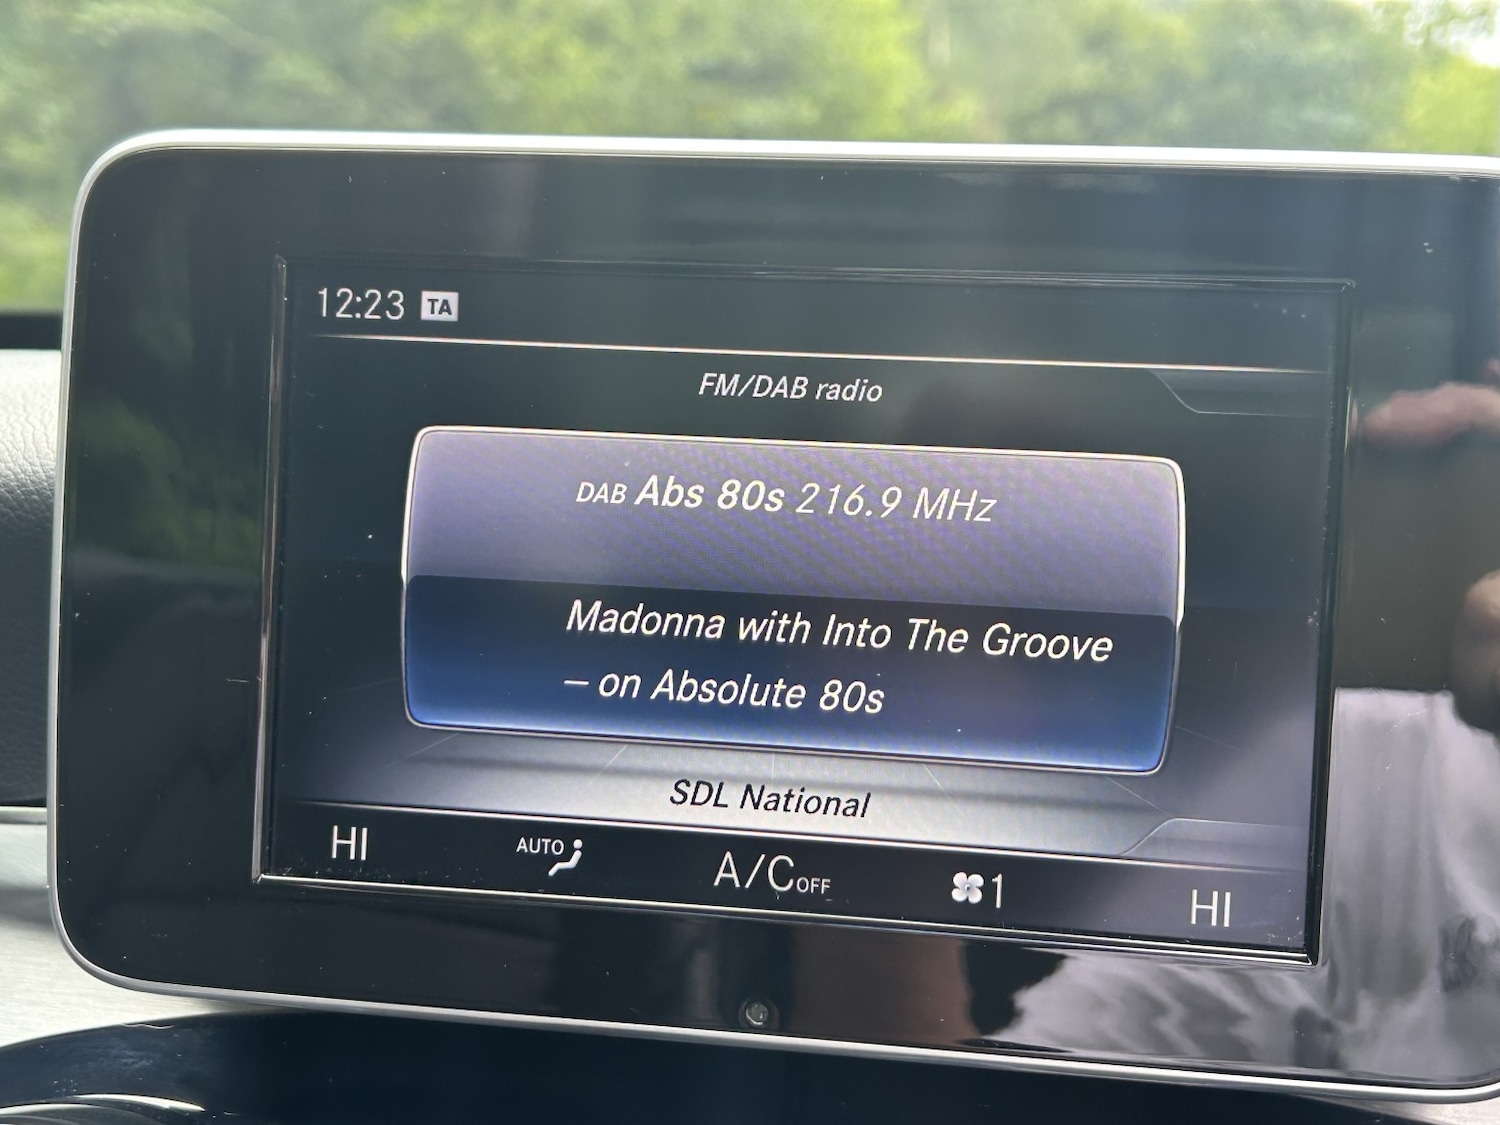 12:23 TA
FM/DAB radio
DAB Abs 80s 216.9 MHz
Madonna with Into The Groove
– on Absolute 80s
SDL National
HI AUTO A/C OFF 1 HI